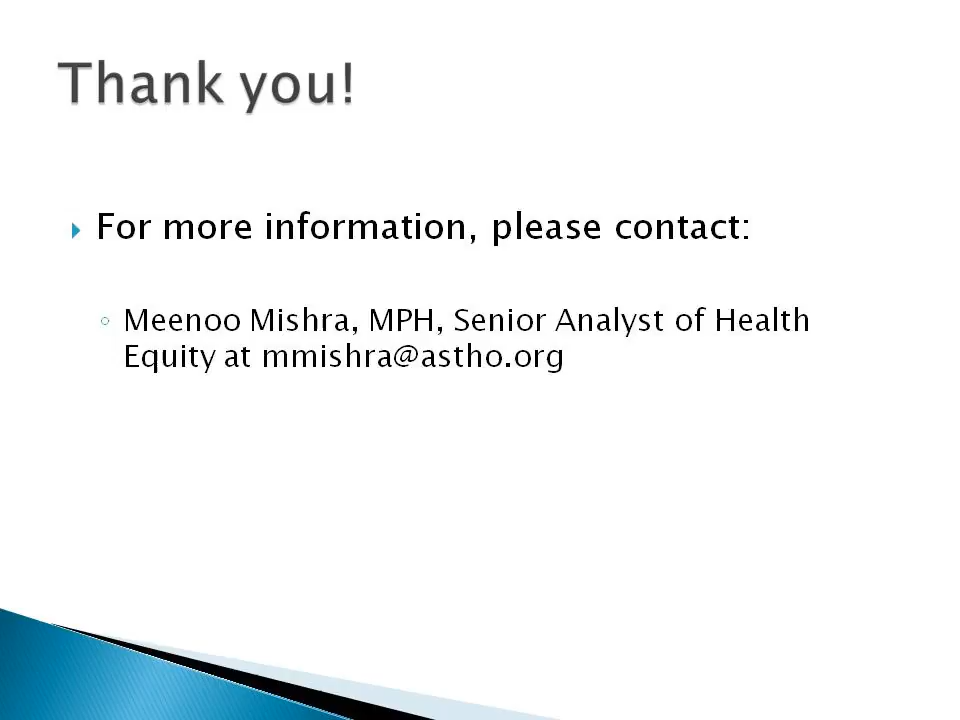 Thank you!
For more information, please contact:
Meenoo Mishra, MPH, Senior Analyst of Health
Equity at mmishra@astho.org